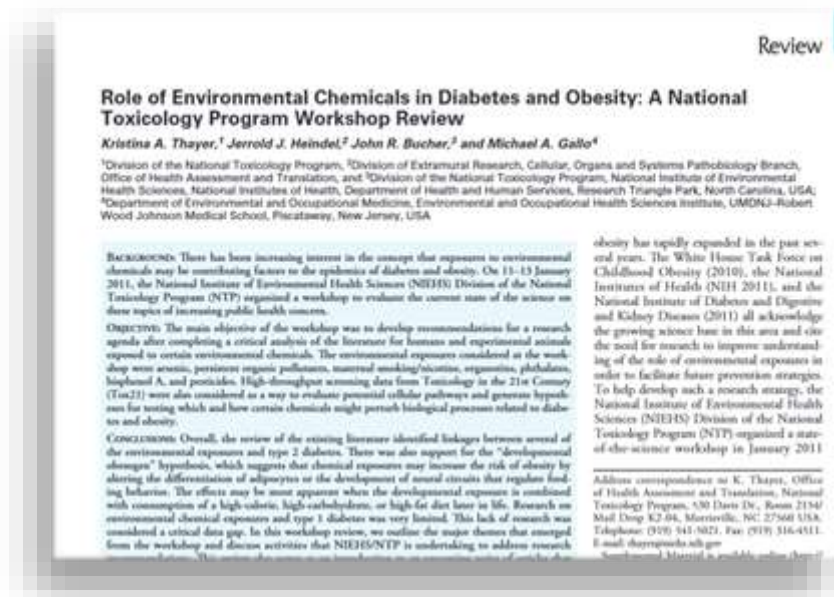 Review
Role of Environmental Chemicals in Diabetes and Obesity: A National
Toxicology Program Workshop Review
Kristina A. Thayer,1 Jerrold J. Heindel,2 John R. Bucher,3 and Michael A. Gallo4
1Division of the National Toxicology Program, 2Division of Extramural Research, Cellular, Organs and Systems Pathobiology Branch,
Office of Health Assessment and Translation, and 3Division of the National Toxicology Program, National Institute of Environmental
Health Sciences, National Institutes of Health, Department of Health and Human Services, Research Triangle Park, North Carolina, USA;
4Department of Environmental and Occupational Medicine, Environmental and Occupational Health Sciences Institute, UMDNJ–Robert
Wood Johnson Medical School, Piscataway, New Jersey, USA
BACKGROUND: There has been increasing interest in the concept that exposures to environmental
chemicals may be contributing factors to the epidemics of diabetes and obesity. On 11–13 January
2011, the National Institute of Environmental Health Sciences (NIEHS) Division of the National
Toxicology Program (NTP) organized a workshop to evaluate the current state of the science on
these topics of increasing public health concern.
OBJECTIVE: The main objective of the workshop was to develop recommendations for a research
agenda after completing a critical analysis of the literature for humans and experimental animals
exposed to certain environmental chemicals. The environmental exposures considered at the work-
shop were arsenic, persistent organic pollutants, maternal smoking/nicotine, organotins, phthalates,
bisphenol A, and pesticides. High-throughput screening data from Toxicology in the 21st Century
(Tox21) were also considered as a way to evaluate potential cellular pathways and generate hypoth-
eses for testing which and how certain chemicals might perturb biological processes related to diabe-
tes and obesity.
CONCLUSIONS: Overall, the review of the existing literature identified linkages between several of
the environmental exposures and type 2 diabetes. There was also support for the "developmental
obesogen" hypothesis, which suggests that chemical exposures may increase the risk of obesity by
altering the differentiation of adipocytes or the development of neural circuits that regulate feed-
ing behavior. The effects may be most apparent when the developmental exposure is combined
with consumption of a high-calorie, high-carbohydrate, or high-fat diet later in life. Research on
environmental chemical exposures and type 1 diabetes was very limited. This lack of research was
considered a critical data gap. In this workshop review, we outline the major themes that emerged
from the workshop and discuss activities that NIEHS/NTP is undertaking to address research
obesity has rapidly expanded in the past sev-
eral years. The White House Task Force on
Childhood Obesity (2010), the National
Institutes of Health (NIH 2011), and the
National Institute of Diabetes and Digestive
and Kidney Diseases (2011) all acknowledge
the growing science base in this area and cite
the need for research to improve understand-
ing of the role of environmental exposures in
order to facilitate future prevention strategies.
To help develop such a research strategy, the
National Institute of Environmental Health
Sciences (NIEHS) Division of the National
Toxicology Program (NTP) organized a state-
of-the-science workshop in January 2011
Address correspondence to K. Thayer, Office
of Health Assessment and Translation, National
Toxicology Program, 530 Davis Dr., Room 2154/
Mail Drop K2-04, Morrisville, NC 27560 USA.
Telephone: (919) 541-5021. Fax: (919) 316-4511.
E-mail: thayer@niehs.nih.gov
Supplemental Material is available online (http://